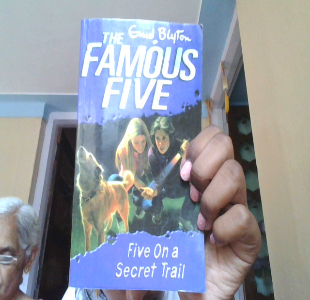 Enid Blyton
THE
FAMOUS
FIVE
Five On a
Secret Trail